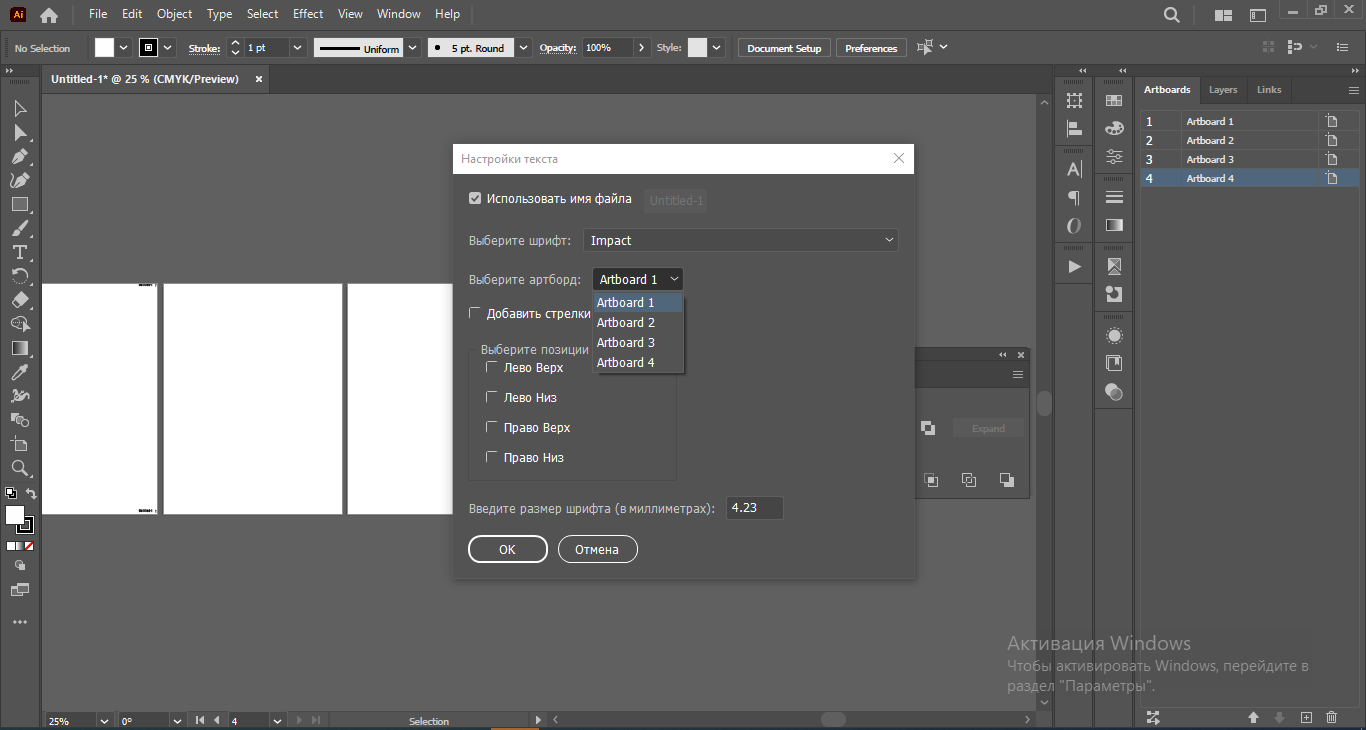 Ai File Edit Object Type Select Effect View Window Help
No Selection Stroke: 1 pt Uniform 5 pt. Round Opacity: 100% Style: Document Setup Preferences
Untitled-1* @ 25 % (CMYK/Preview)
Artboards Layers Links
1 Artboard 1
2 Artboard 2
3 Artboard 3
4 Artboard 4
Настройки текста
Использовать имя файла Untitled-1
Выберите шрифт: Impact
Выберите артборд: Artboard 1
Artboard 1
Artboard 2
Artboard 3
Artboard 4
Добавить стрелки
Выберите позиции
Лево Верх
Лево Низ
Право Верх
Право Низ
Введите размер шрифта (в миллиметрах): 4.23
OK Отмена
Expand
Активация Windows
Чтобы активировать Windows, перейдите в
раздел "Параметры".
25% 0° 4 Selection